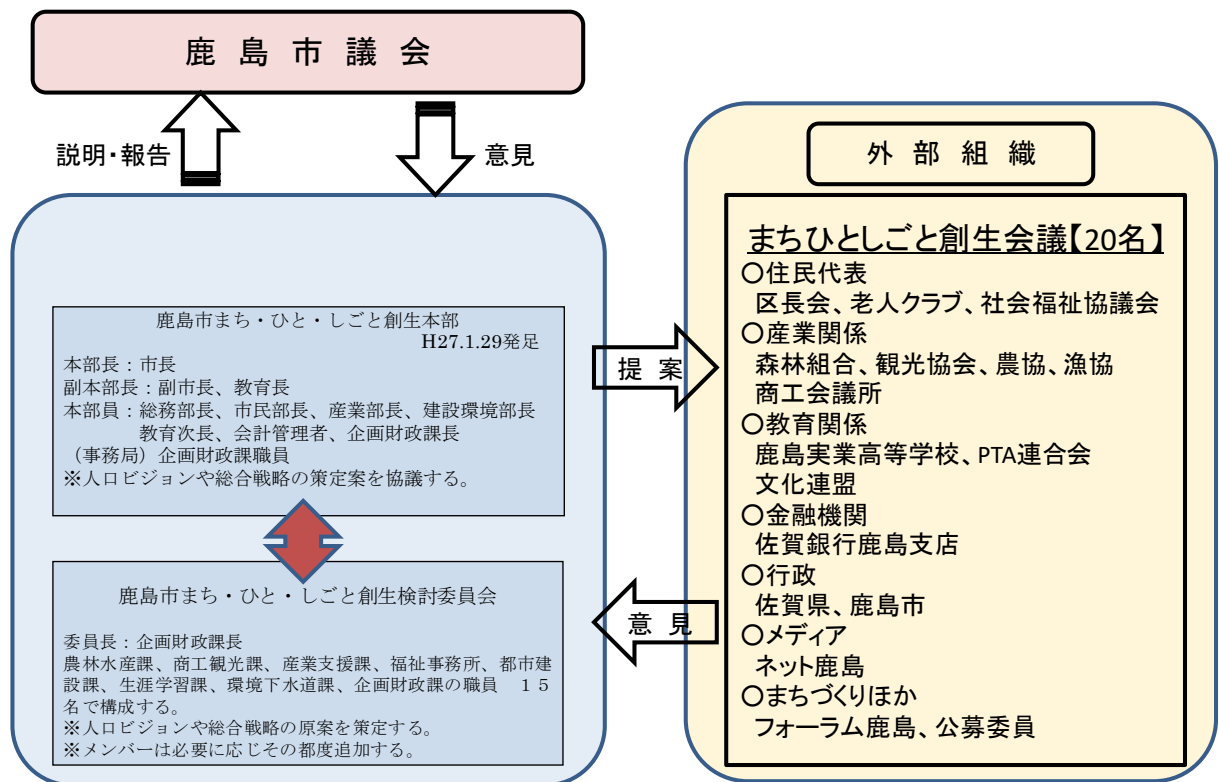 鹿島市議会
説明・報告
意見
鹿島市まち・ひと・しごと創生本部
H27.1.29発足
本部長：市長
副本部長：副市長、教育長
本部員：総務部長、市民部長、産業部長、建設環境部長
教育次長、会計管理者、企画財政課長
（事務局）企画財政課職員
※人口ビジョンや総合戦略の策定案を協議する。
鹿島市まち・ひと・しごと創生検討委員会
委員長：企画財政課長
農林水産課、商工観光課、産業支援課、福祉事務所、都市建
設課、生涯学習課、環境下水道課、企画財政課の職員　１５
名で構成する。
※人口ビジョンや総合戦略の原案を策定する。
※メンバーは必要に応じその都度追加する。
提案
意見
外部組織
まちひとしごと創生会議【20名】
〇住民代表
区長会、老人クラブ、社会福祉協議会
〇産業関係
森林組合、観光協会、農協、漁協
商工会議所
〇教育関係
鹿島実業高等学校、PTA連合会
文化連盟
〇金融機関
佐賀銀行鹿島支店
〇行政
佐賀県、鹿島市
〇メディア
ネット鹿島
〇まちづくりほか
フォーラム鹿島、公募委員